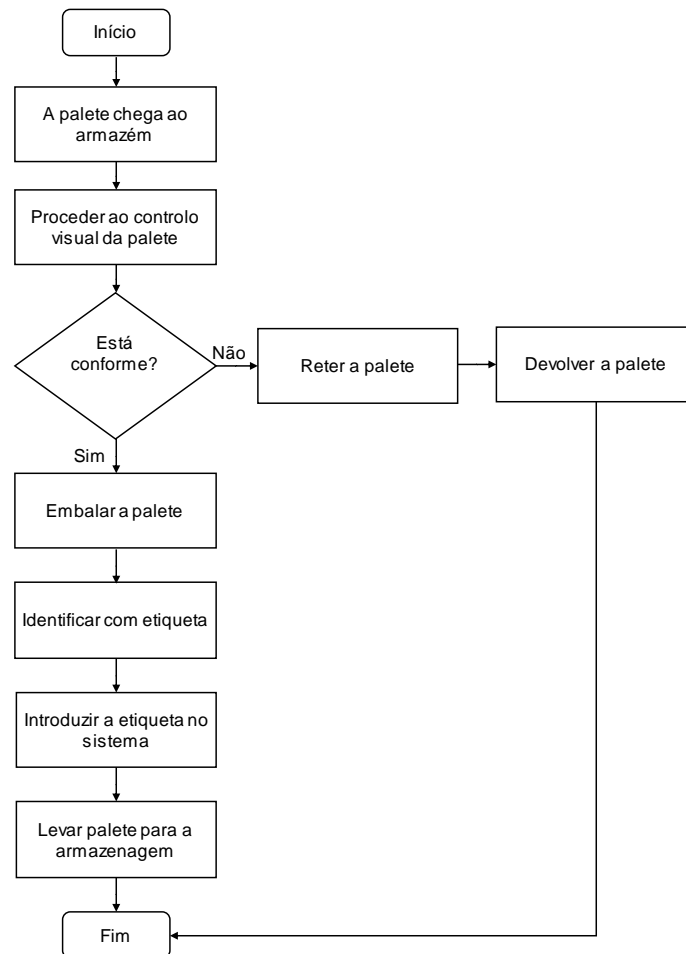 Início
A palete chega ao
armazém
Proceder ao controlo
visual da palete
Está
conforme?
Não
Reter a palete
Devolver a palete
Sim
Embalar a palete
Identificar com etiqueta
Introduzir a etiqueta no
sistema
Levar palete para a
armazenagem
Fim